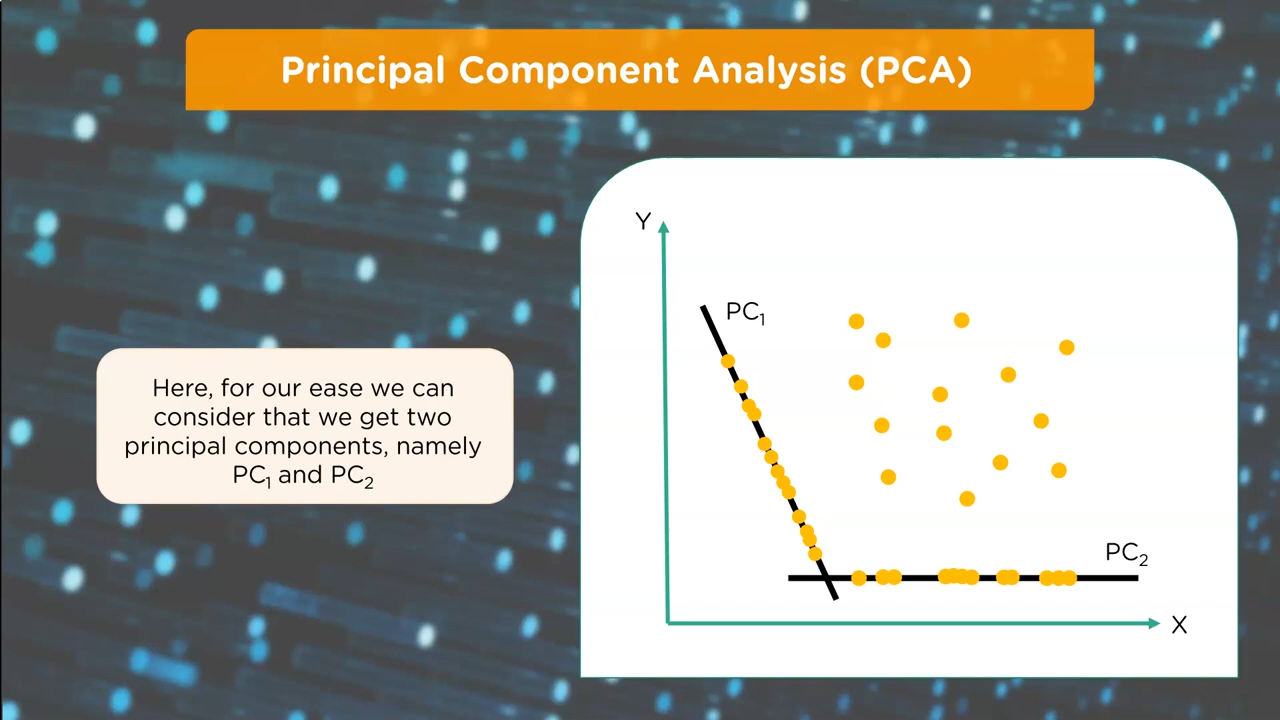 Principal Component Analysis (PCA)
Here, for our ease we can
consider that we get two
principal components, namely
PC₁ and PC₂
Y
PC₁
PC₂
X